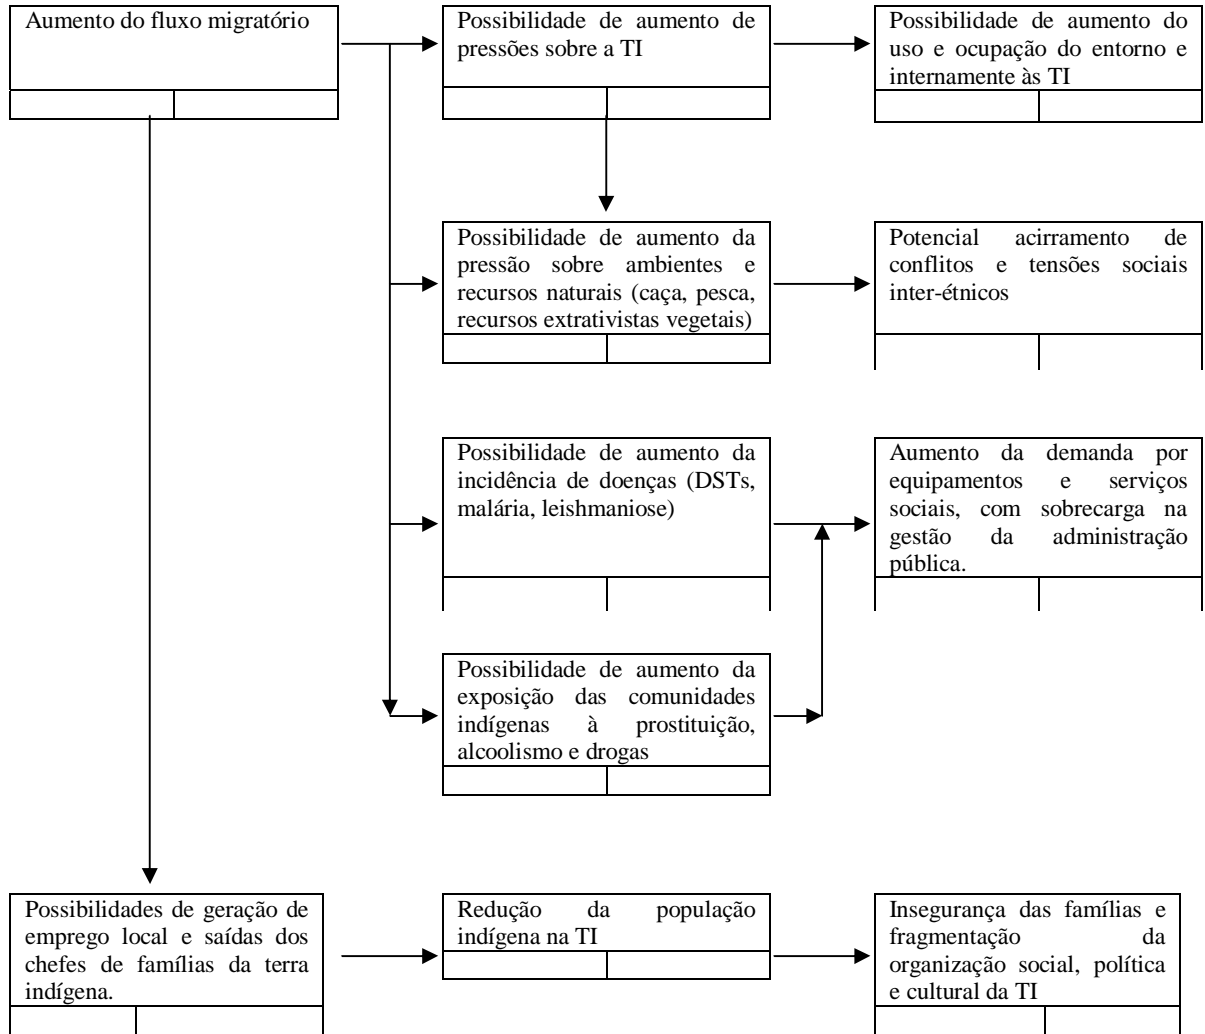 Aumento do fluxo migratório
Possibilidade de aumento de
pressões sobre a TI
Possibilidade de aumento do
uso e ocupação do entorno e
internamente às TI
Possibilidade de aumento da
pressão sobre ambientes e
recursos naturais (caça, pesca,
recursos extrativistas vegetais)
Potencial acirramento de
conflitos e tensões sociais
inter-étnicos
Possibilidade de aumento da
incidência de doenças (DSTs,
malária, leishmaniose)
Aumento da demanda por
equipamentos e serviços
sociais, com sobrecarga na
gestão da administração
pública.
Possibilidade de aumento da
exposição das comunidades
indígenas à prostituição,
alcoolismo e drogas
Possibilidades de geração de
emprego local e saídas dos
chefes de famílias da terra
indígena.
Redução da população
indígena na TI
Insegurança das famílias e
fragmentação da
organização social, política
e cultural da TI